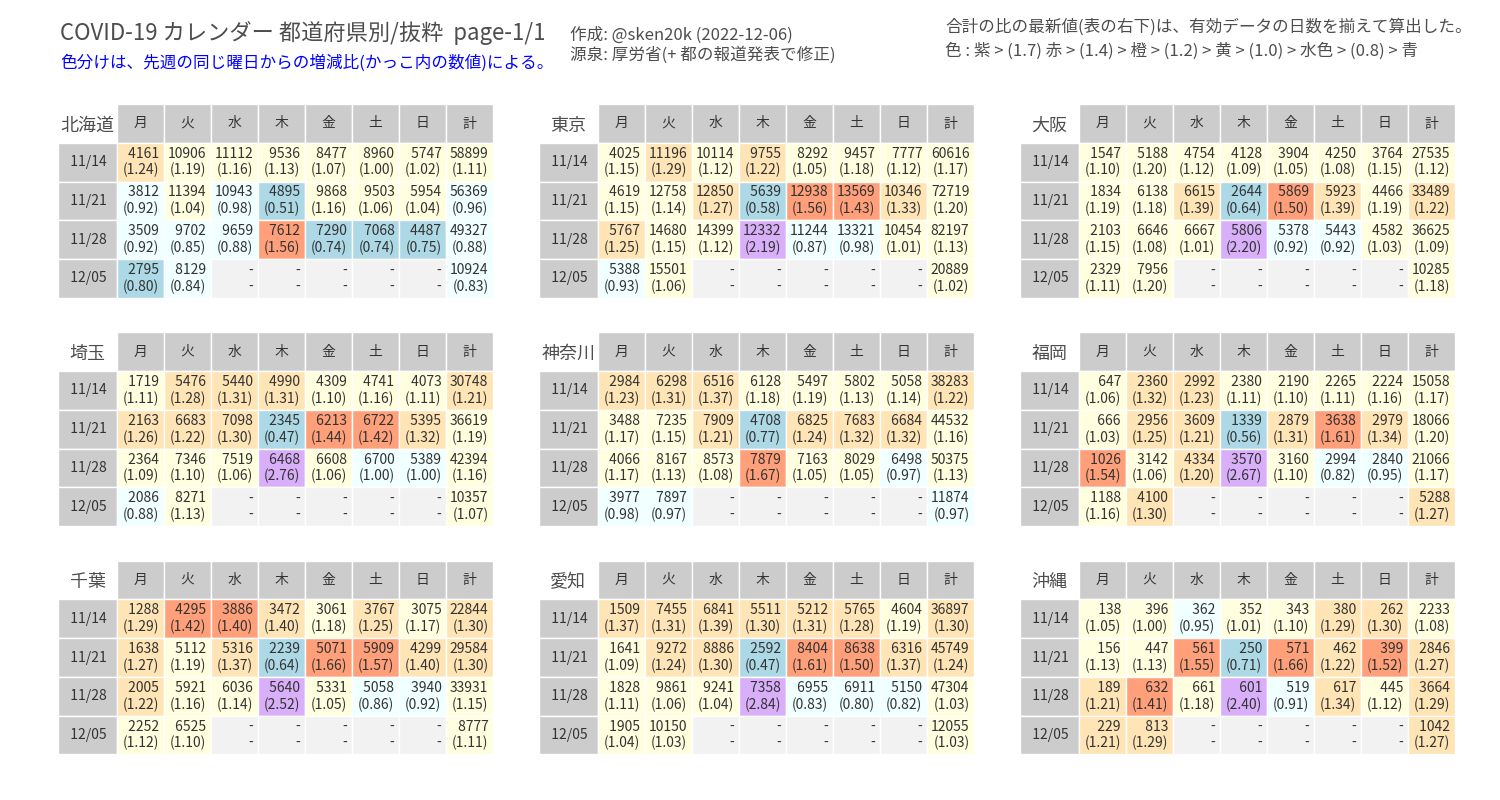 COVID-19 カレンダー 都道府県別/抜粋 page-1/1
色分けは、先週の同じ曜日からの増減比(かっこ内の数値)による。
作成: @sken20k (2022-12-06)
源泉: 厚労省(+ 都の報道発表で修正)
合計の比の最新値(表の右下)は、有効データの日数を揃えて算出した。
色 : 紫 > (1.7) 赤 > (1.4) 橙 > (1.2) > 黄 > (1.0) > 水色 > (0.8) > 青
北海道 月 火 水 木 金 土 日 計
11/14 4161 10906 11112 9536 8477 8960 5747 58899
(1.24) (1.19) (1.16) (1.13) (1.07) (1.00) (1.02) (1.11)
11/21 3812 11394 10943 4895 9868 9503 5954 56369
(0.92) (1.04) (0.98) (0.51) (1.16) (1.06) (1.04) (0.96)
11/28 3509 9702 9659 7612 7290 7068 4487 49327
(0.92) (0.85) (0.88) (1.56) (0.74) (0.74) (0.75) (0.88)
12/05 2795 8129 - - - - - 10924
(0.80) (0.84) - - - - - (0.83)
東京 月 火 水 木 金 土 日 計
11/14 4025 11196 10114 9755 8292 9457 7777 60616
(1.15) (1.29) (1.12) (1.22) (1.05) (1.18) (1.12) (1.17)
11/21 4619 12758 12850 5639 12938 13569 10346 72719
(1.15) (1.14) (1.27) (0.58) (1.56) (1.43) (1.33) (1.20)
11/28 5767 14680 14399 12332 11244 13321 10454 82197
(1.25) (1.15) (1.12) (2.19) (0.87) (0.98) (1.01) (1.13)
12/05 5388 15501 - - - - - 20889
(0.93) (1.06) - - - - - (1.02)
大阪 月 火 水 木 金 土 日 計
11/14 1547 5188 4754 4128 3904 4250 3764 27535
(1.10) (1.20) (1.12) (1.09) (1.05) (1.08) (1.15) (1.12)
11/21 1834 6138 6615 2644 5869 5923 4466 33489
(1.19) (1.18) (1.39) (0.64) (1.50) (1.39) (1.19) (1.22)
11/28 2103 6646 6667 5806 5378 5443 4582 36625
(1.15) (1.08) (1.01) (2.20) (0.92) (0.92) (1.03) (1.09)
12/05 2329 7956 - - - - - 10285
(1.11) (1.20) - - - - - (1.18)
埼玉 月 火 水 木 金 土 日 計
11/14 1719 5476 5440 4990 4309 4741 4073 30748
(1.11) (1.28) (1.31) (1.31) (1.10) (1.16) (1.11) (1.21)
11/21 2163 6683 7098 2345 6213 6722 5395 36619
(1.26) (1.22) (1.30) (0.47) (1.44) (1.42) (1.32) (1.19)
11/28 2364 7346 7519 6468 6608 6700 5389 42394
(1.09) (1.10) (1.06) (2.76) (1.06) (1.00) (1.00) (1.16)
12/05 2086 8271 - - - - - 10357
(0.88) (1.13) - - - - - (1.07)
神奈川 月 火 水 木 金 土 日 計
11/14 2984 6298 6516 6128 5497 5802 5058 38283
(1.23) (1.31) (1.37) (1.18) (1.19) (1.13) (1.14) (1.22)
11/21 3488 7235 7909 4708 6825 7683 6684 44532
(1.17) (1.15) (1.21) (0.77) (1.24) (1.32) (1.32) (1.16)
11/28 4066 8167 8573 7879 7163 8029 6498 50375
(1.17) (1.13) (1.08) (1.67) (1.05) (1.05) (0.97) (1.13)
12/05 3977 7897 - - - - - 11874
(0.98) (0.97) - - - - - (0.97)
福岡 月 火 水 木 金 土 日 計
11/14 647 2360 2992 2380 2190 2265 2224 15058
(1.06) (1.32) (1.23) (1.11) (1.10) (1.11) (1.16) (1.17)
11/21 666 2956 3609 1339 2879 3638 2979 18066
(1.03) (1.25) (1.21) (0.56) (1.31) (1.61) (1.34) (1.20)
11/28 1026 3142 4334 3570 3160 2994 2840 21066
(1.54) (1.06) (1.20) (2.67) (1.10) (0.82) (0.95) (1.17)
12/05 1188 4100 - - - - - 5288
(1.16) (1.30) - - - - - (1.27)
千葉 月 火 水 木 金 土 日 計
11/14 1288 4295 3886 3472 3061 3767 3075 22844
(1.29) (1.42) (1.40) (1.40) (1.18) (1.25) (1.17) (1.30)
11/21 1638 5112 5316 2239 5071 5909 4299 29584
(1.27) (1.19) (1.37) (0.64) (1.66) (1.57) (1.40) (1.30)
11/28 2005 5921 6036 5640 5331 5058 3940 33931
(1.22) (1.16) (1.14) (2.52) (1.05) (0.86) (0.92) (1.15)
12/05 2252 6525 - - - - - 8777
(1.12) (1.10) - - - - - (1.11)
愛知 月 火 水 木 金 土 日 計
11/14 1509 7455 6841 5511 5212 5765 4604 36897
(1.37) (1.31) (1.39) (1.30) (1.31) (1.28) (1.19) (1.30)
11/21 1641 9272 8886 2592 8404 8638 6316 45749
(1.09) (1.24) (1.30) (0.47) (1.61) (1.50) (1.37) (1.24)
11/28 1828 9861 9241 7358 6955 6911 5150 47304
(1.11) (1.06) (1.04) (2.84) (0.83) (0.80) (0.82) (1.03)
12/05 1905 10150 - - - - - 12055
(1.04) (1.03) - - - - - (1.03)
沖縄 月 火 水 木 金 土 日 計
11/14 138 396 362 352 343 380 262 2233
(1.05) (1.00) (0.95) (1.01) (1.10) (1.29) (1.30) (1.08)
11/21 156 447 561 250 571 462 399 2846
(1.13) (1.13) (1.55) (0.71) (1.66) (1.22) (1.52) (1.27)
11/28 189 632 661 601 519 617 445 3664
(1.21) (1.41) (1.18) (2.40) (0.91) (1.34) (1.12) (1.29)
12/05 229 813 - - - - - 1042
(1.21) (1.29) - - - - - (1.27)